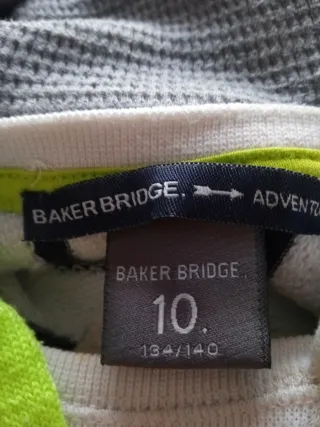 BAKER BRIDGE. ADVENTU
BAKER BRIDGE.
10.
134/140